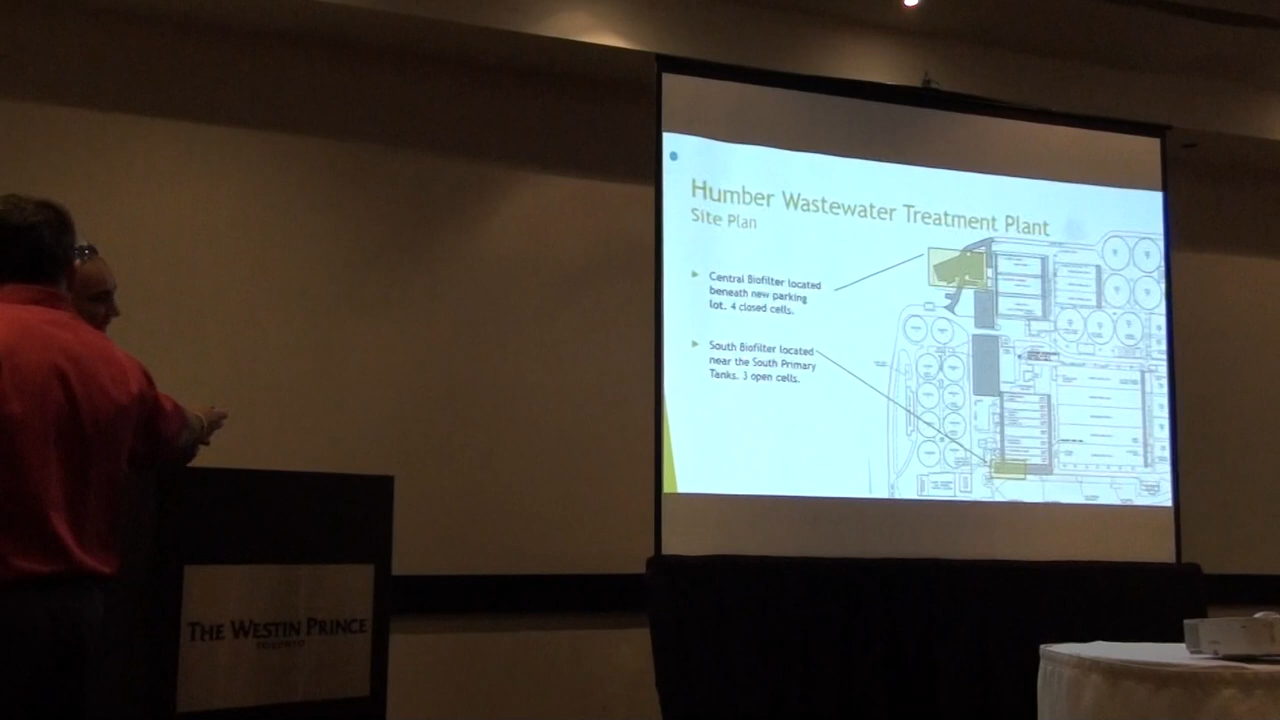 Humber Wastewater Treatment Plant
Site Plan
Central Biofilter located
beneath new parking
lot. 4 closed cells.
South Biofilter located
near the South Primary
Tanks. 3 open cells.
THE WESTIN PRINCE
TORONTO